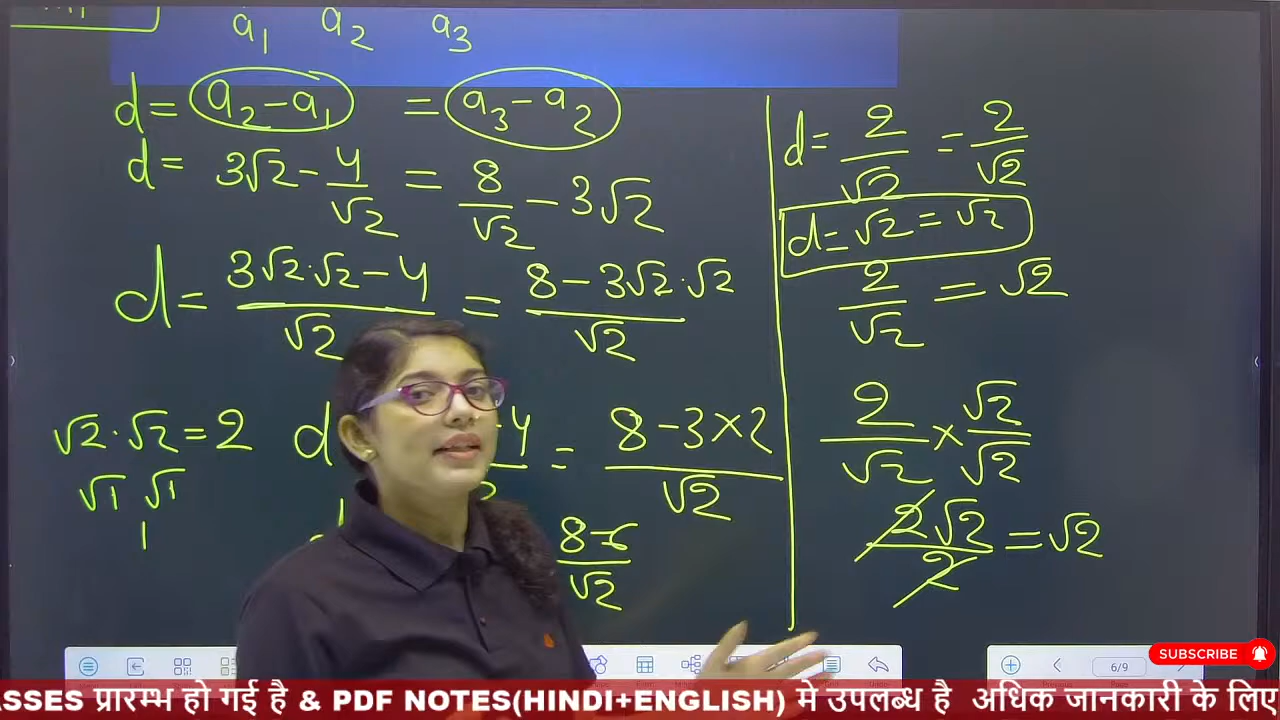 a₁ a₂ a₃
d = a₂ - a₁ = a₃ - a₂
d = 3√2 - 4/√2 = 8/√2 - 3√2
d = (3√2·√2 - 4)/√2 = (8 - 3√2·√2)/√2
√2·√2 = 2
√1 √1
1
d -4 = (8 - 3×2)/√2
(8-6)/√2
d = 2/√2 = 2/√2
d = √2 = √2
2/√2 = √2
2/√2 × √2/√2
2√2/2 = √2
Previous 6/9
SUBSCRIBE
ASSES प्रारम्भ हो गई है & PDF NOTES(HINDI+ENGLISH) मे उपलब्ध है अधिक जानकारी के लिए